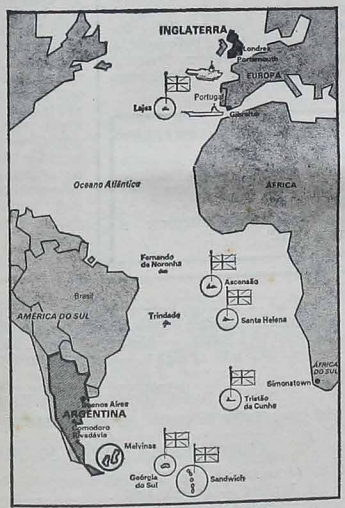 INGLATERRA
Londres
Portsmouth
EUROPA
Portugal
Lajes
Gibraltar
Oceano Atlântico
ÁFRICA
Fernando
de Noronha
Ascensão
Brasil
Trindade
Santa Helena
AMÉRICA DO SUL
ÁFRICA
DO SUL
Simonstown
Buenos Aires
Tristão
da Cunha
ARGENTINA
Comodoro
Rivadávia
Malvinas
Geórgia
do Sul
Sandwich